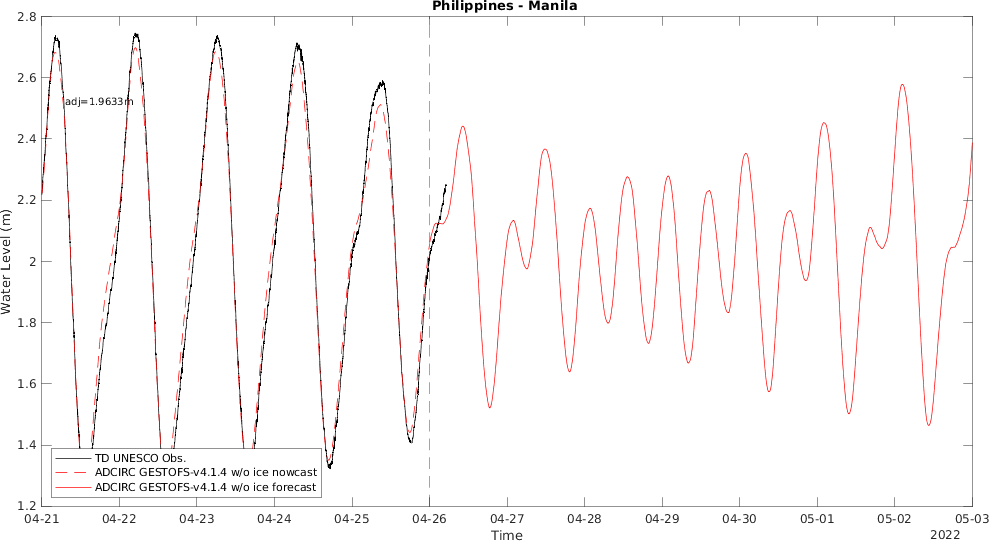 Philippines - Manila
2.8
2.6
2.4
2.2
2
1.8
1.6
1.4
1.2
Water Level (m)
adj=1.9633m
TD UNESCO Obs.
ADCIRC GESTOFS-v4.1.4 w/o ice nowcast
ADCIRC GESTOFS-v4.1.4 w/o ice forecast
04-21 04-22 04-23 04-24 04-25 04-26 04-27 04-28 04-29 04-30 05-01 05-02 05-03
Time
2022